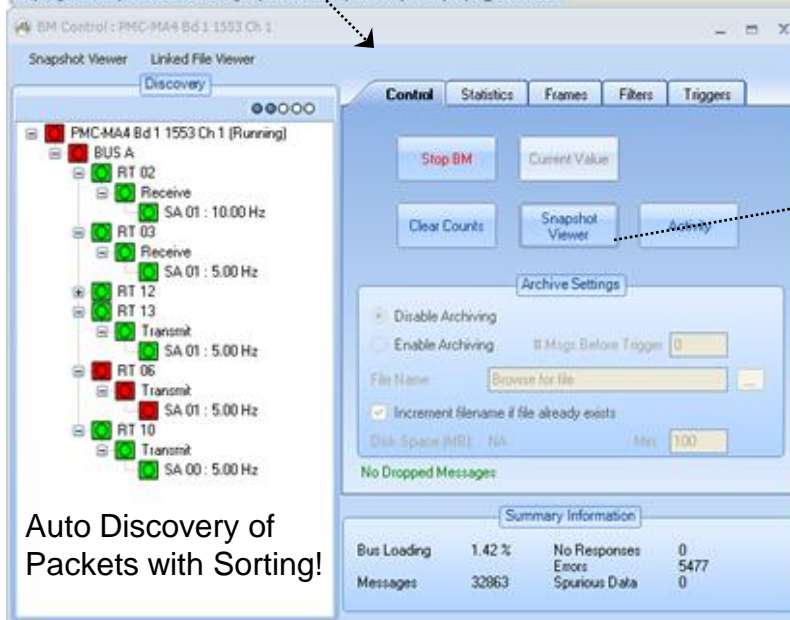 BM Control : PMC-MA4 Bd 1 1553 Ch 1
Snapshot Viewer Linked File Viewer
Discovery
PMC-MA4 Bd 1 1553 Ch 1 (Running)
BUS A
RT 02
Receive
SA 01 : 10.00 Hz
RT 03
Receive
SA 01 : 5.00 Hz
RT 12
RT 13
Transmit
SA 01 : 5.00 Hz
RT 06
Transmit
SA 01 : 5.00 Hz
RT 10
Transmit
SA 00 : 5.00 Hz
Auto Discovery of
Packets with Sorting!
Control Statistics Frames Filters Triggers
Stop BM Current Value
Clear Counts Snapshot Viewer Activity
Archive Settings
Disable Archiving
Enable Archiving # Msgs Before Trigger 0
File Name Browse for file ...
Increment filename if file already exists
Disk Space (MB): NA Min: 100
No Dropped Messages
Summary Information
Bus Loading 1.42 % No Responses 0
Errors 5477
Messages 32863 Spurious Data 0